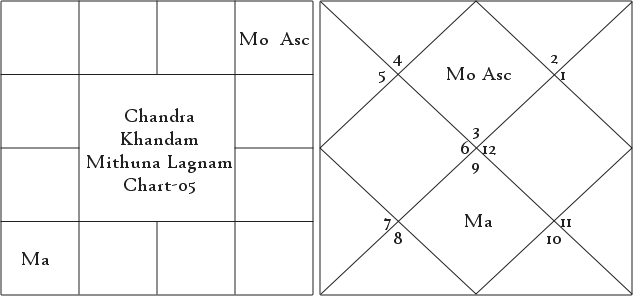 Mo Asc
Chandra
Khandam
Mithuna Lagnam
Chart-05
Ma
4
5
Mo Asc
2
1
3
6 12
9
7
8
Ma
11
10